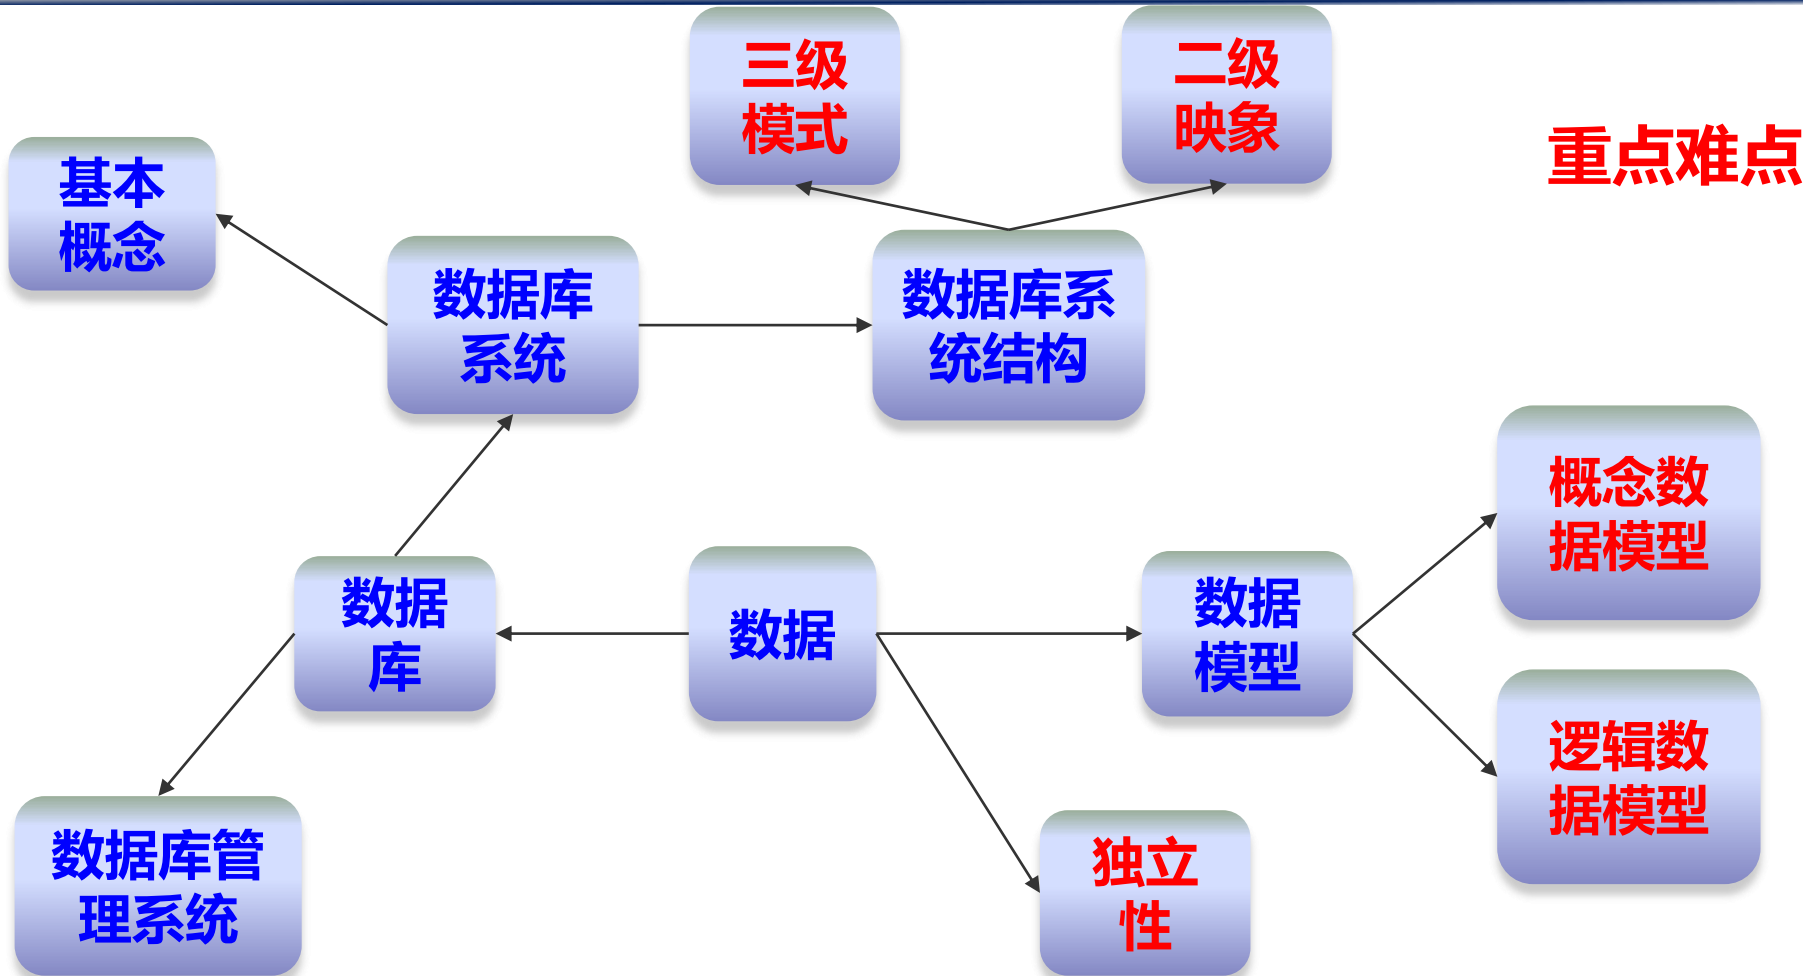 三级
模式
二级
映象
重点难点
基本
概念
数据库
系统
数据库系
统结构
概念数
据模型
数据
库
数据
数据
模型
逻辑数
据模型
数据库管
理系统
独立
性